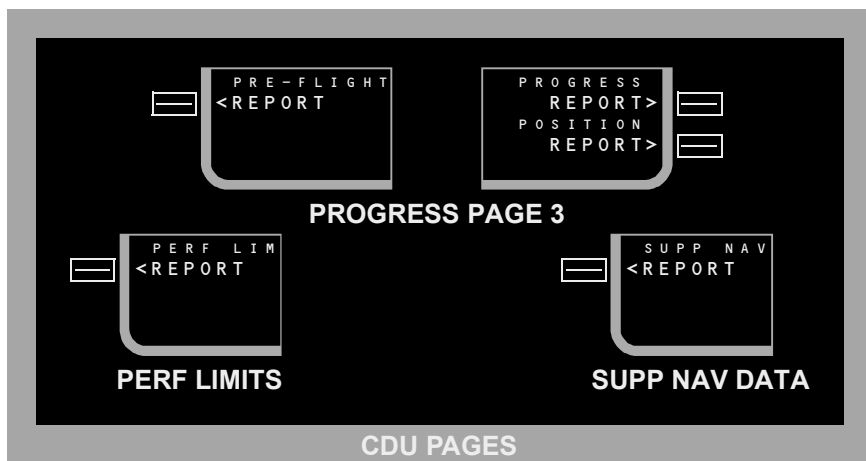 PRE-FLIGHT
<REPORT
PROGRESS
REPORT>
POSITION
REPORT>
PROGRESS PAGE 3
PERF LIM
<REPORT
SUPP NAV
<REPORT
PERF LIMITS
SUPP NAV DATA
CDU PAGES